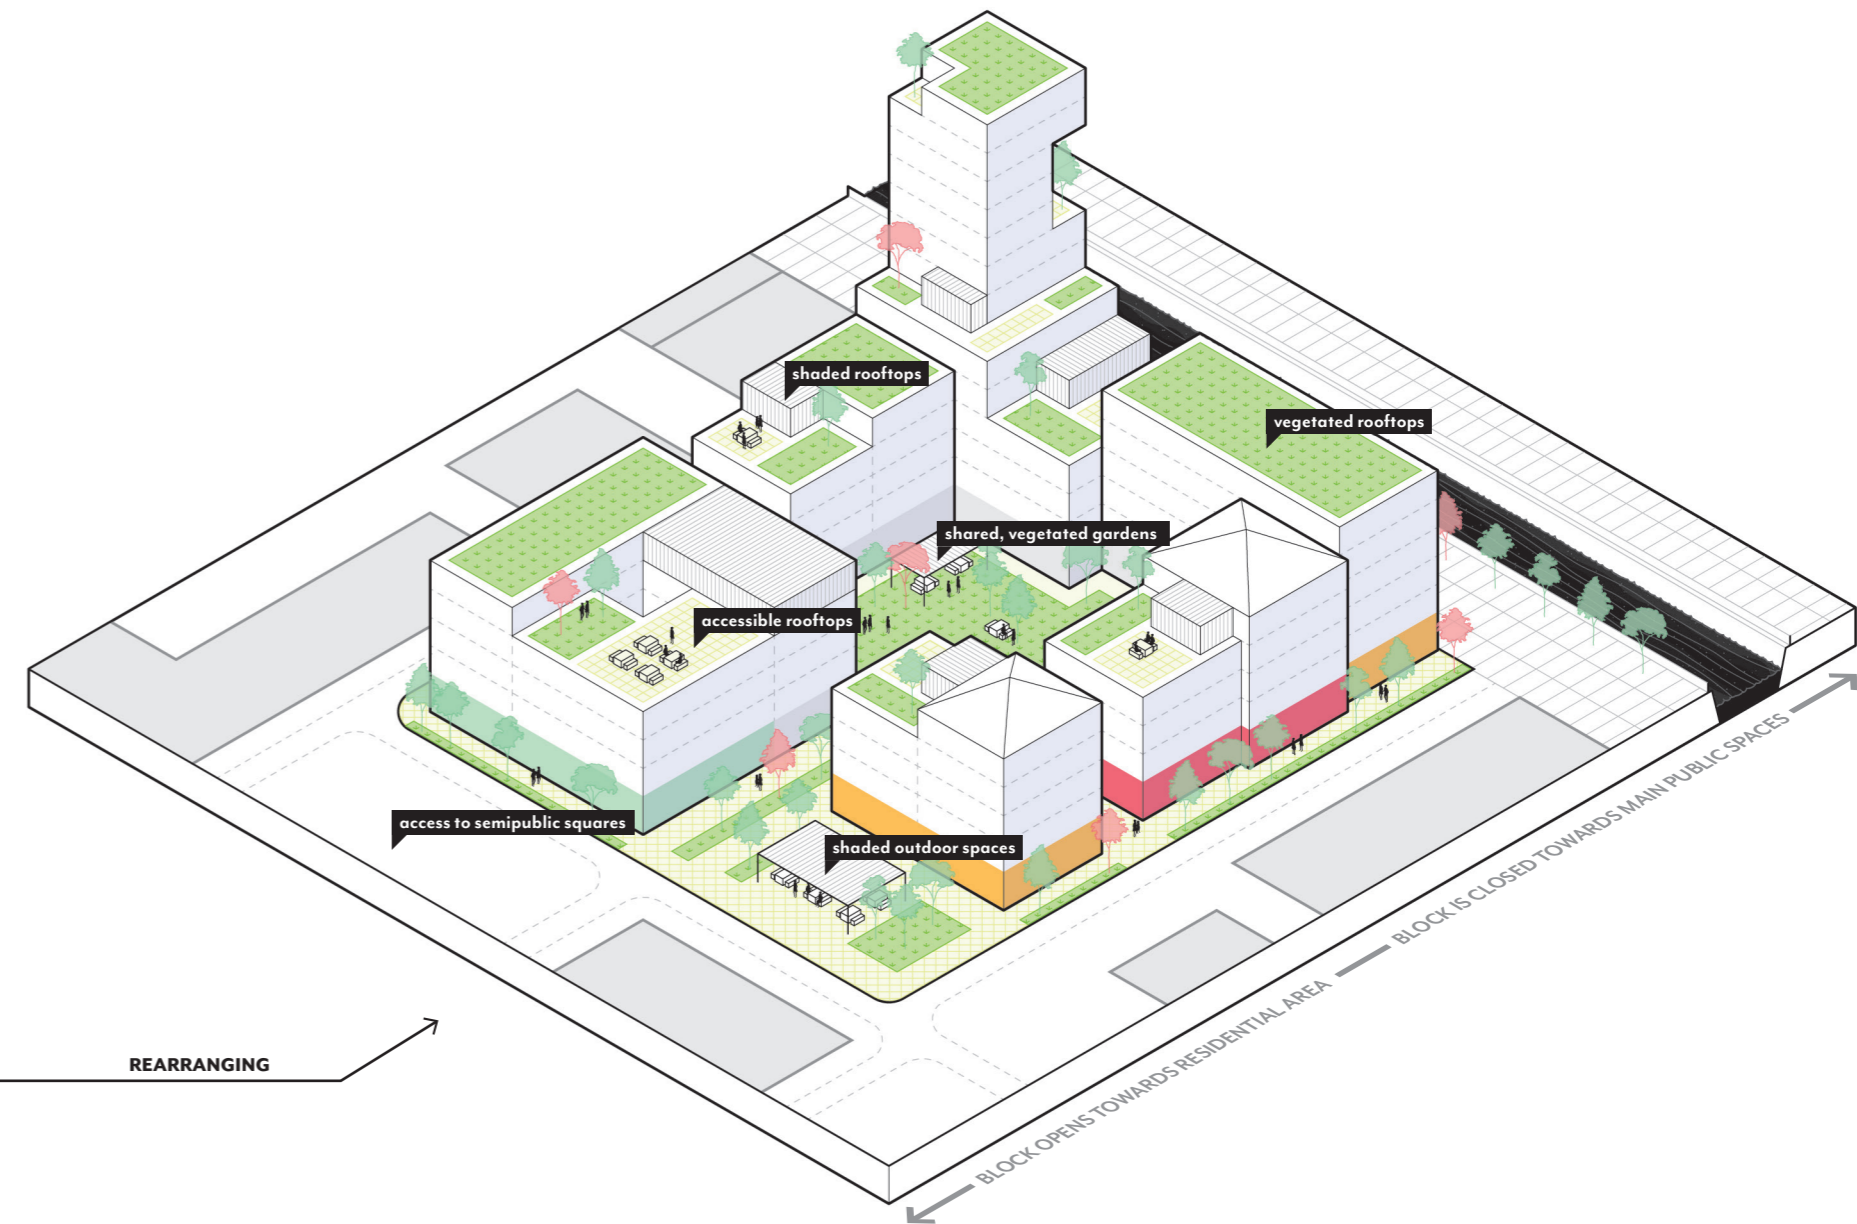 shaded rooftops
vegetated rooftops
shared, vegetated gardens
accessible rooftops
access to semipublic squares
shaded outdoor spaces
REARRANGING
BLOCK OPENS TOWARDS RESIDENTIAL AREA
BLOCK IS CLOSED TOWARDS MAIN PUBLIC SPACES